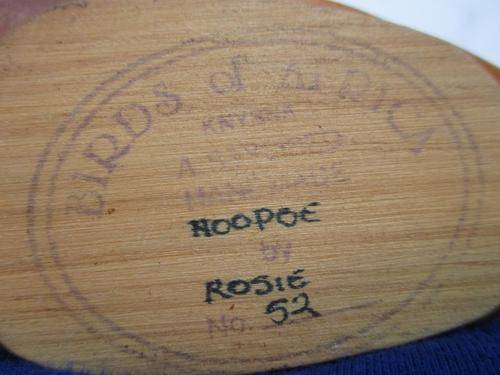 BIRDS of AFRICA
KNYSNA
A
HAND MADE
HOOPOE
by
ROSIE
No. 52